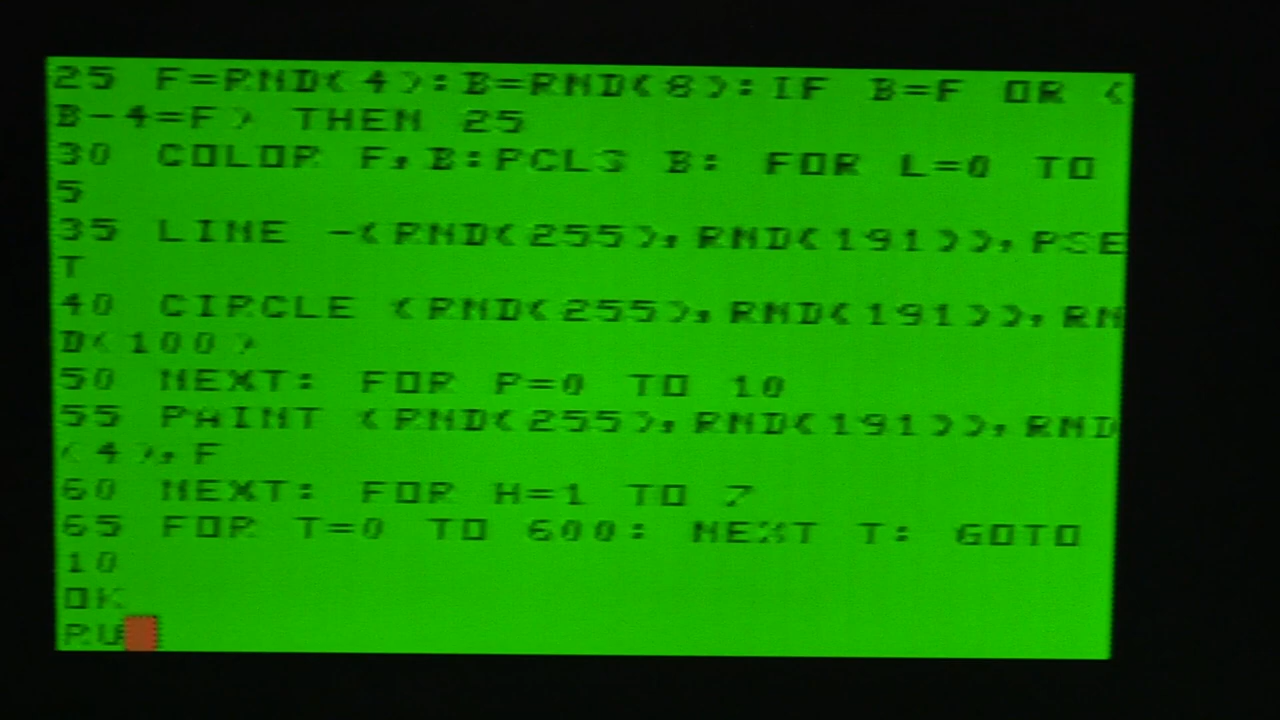 25 F=RND(4):B=RND(8):IF B=F OR (
B-4=F) THEN 25
30 COLOR F,B:PCLS B: FOR L=0 TO
5
35 LINE -(RND(255),RND(191)),PSE
T
40 CIRCLE (RND(255),RND(191)),RN
D(100)
50 NEXT: FOR P=0 TO 10
55 PAINT (RND(255),RND(191)),RND
(4),F
60 NEXT: FOR H=1 TO 7
65 FOR T=0 TO 600: NEXT T: GOTO
10
OK
RU